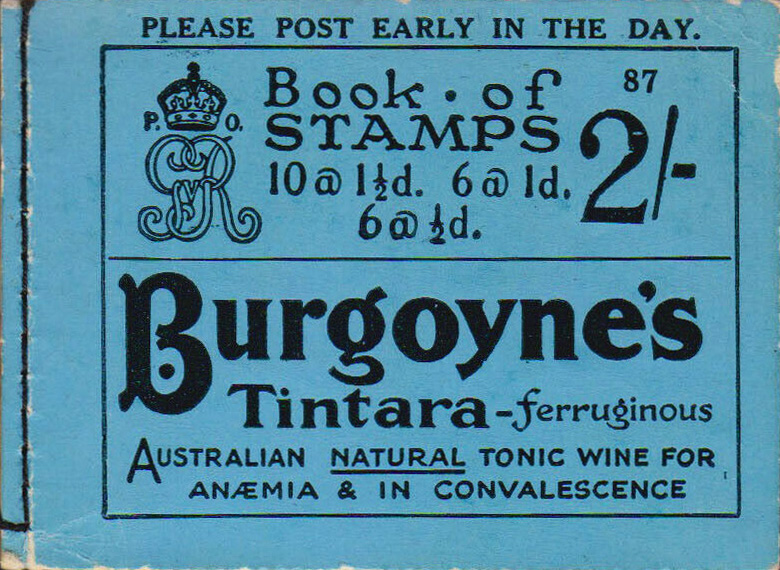 PLEASE POST EARLY IN THE DAY.
P. O.
GRV
Book · of
STAMPS
10 @ 1½d. 6 @ 1d.
6 @ ½d.
87
2/-
Burgoyne's
Tintara-ferruginous
AUSTRALIAN NATURAL TONIC WINE FOR
ANÆMIA & IN CONVALESCENCE